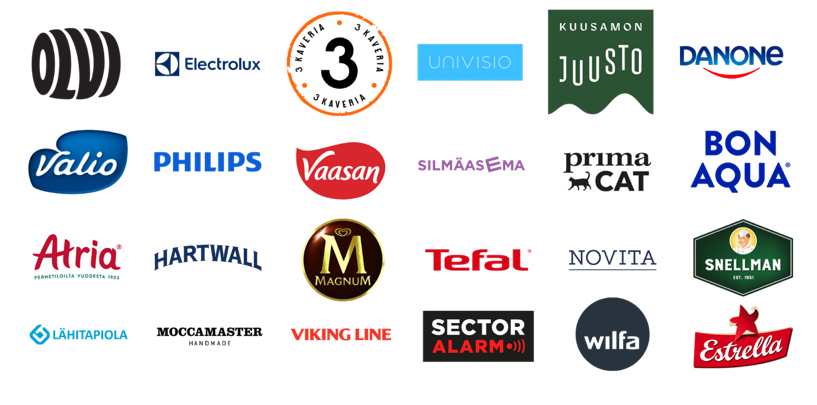 OLVI
Electrolux
3 KAVERIA · 3 KAVERIA · 3 KAVERIA ·
3
UNIVISIO
KUUSAMON
JUUSTO
DANONE
Valio
PHILIPS
Vaasan
SILMÄASEMA
prima
CAT
BON
AQUA®
Atria®
PERHETILOILTA VUODESTA 1903
HARTWALL
M
MAGNUM
Tefal®
NOVITA
SNELLMAN
EST. 1951
LÄHITAPIOLA
MOCCAMASTER
HANDMADE
VIKING LINE
SECTOR
ALARM
wilfa
Estrella